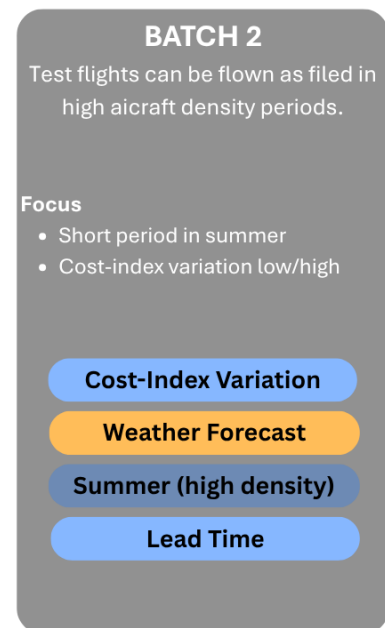 BATCH 2
Test flights can be flown as filed in
high aicraft density periods.
Focus
• Short period in summer
• Cost-index variation low/high
Cost-Index Variation
Weather Forecast
Summer (high density)
Lead Time